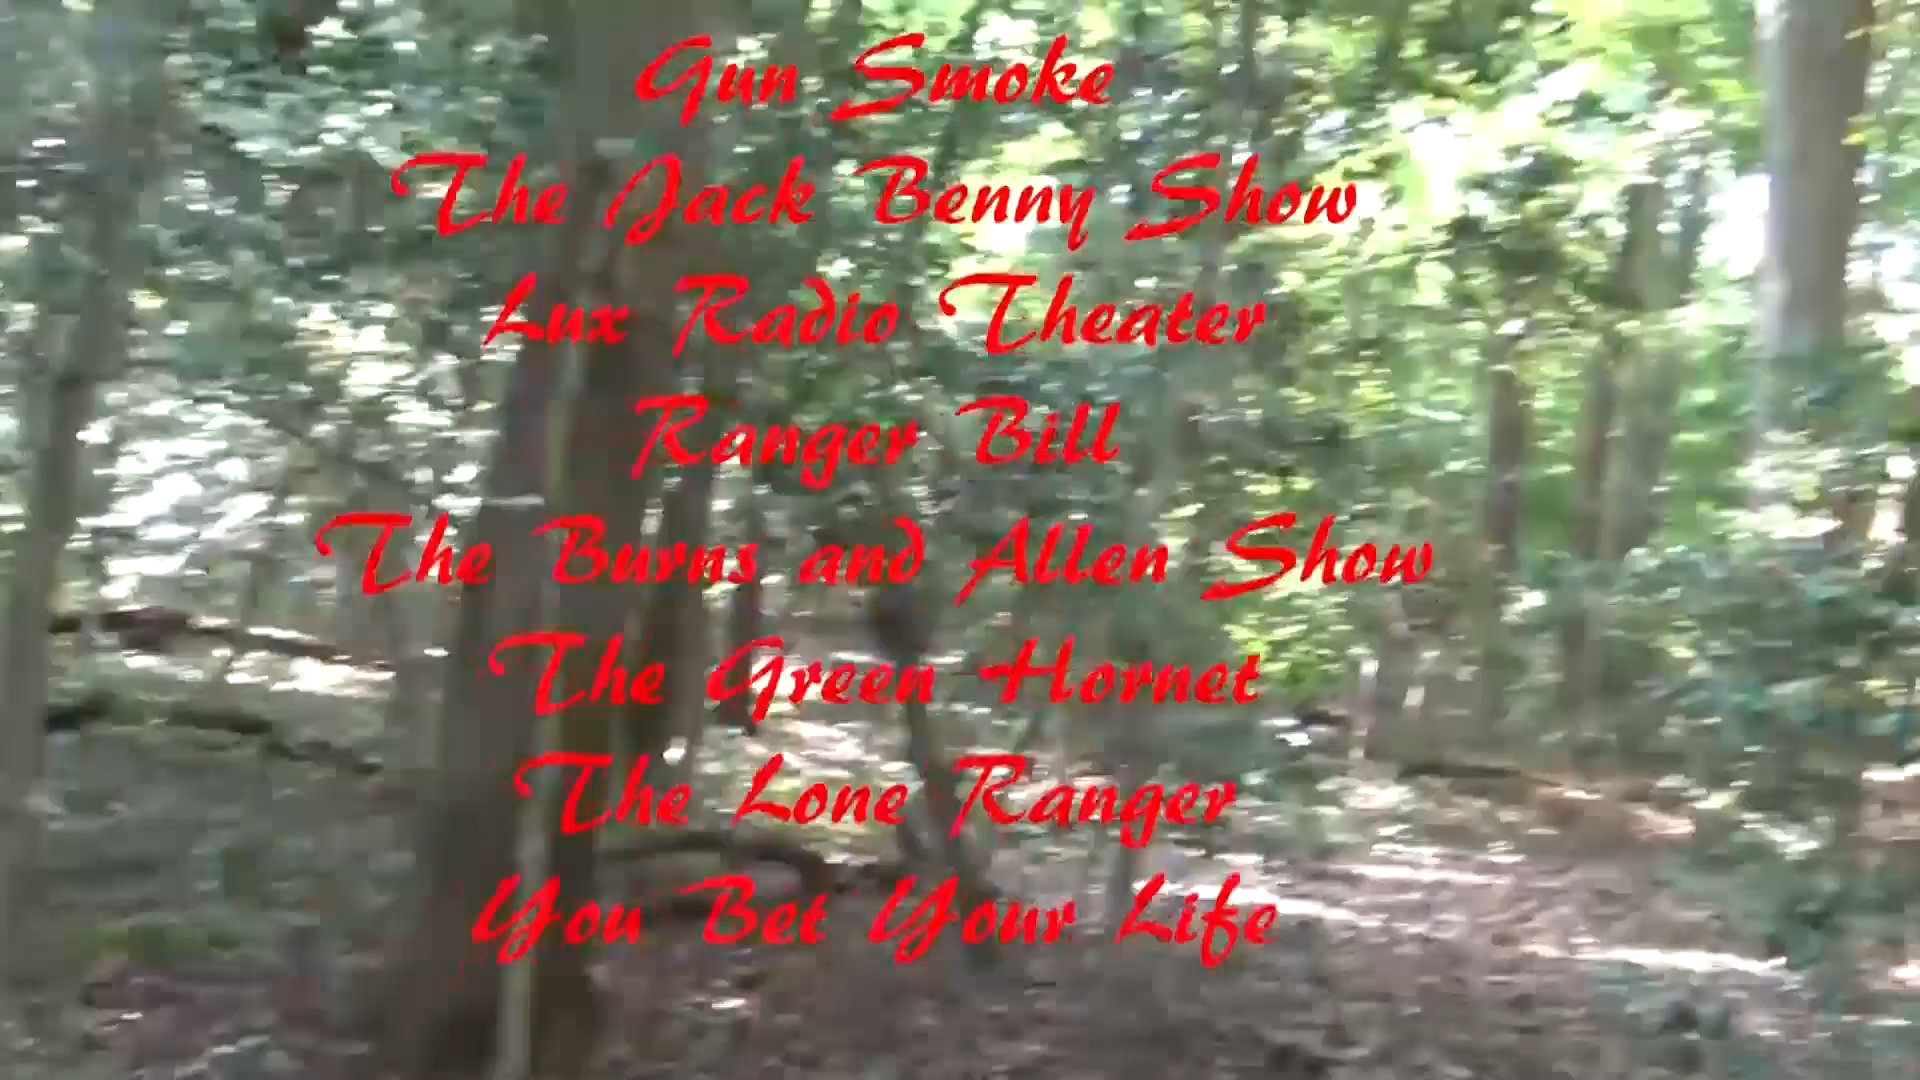 Gun Smoke
The Jack Benny Show
Lux Radio Theater
Ranger Bill
The Burns and Allen Show
The Green Hornet
The Lone Ranger
You Bet Your Life